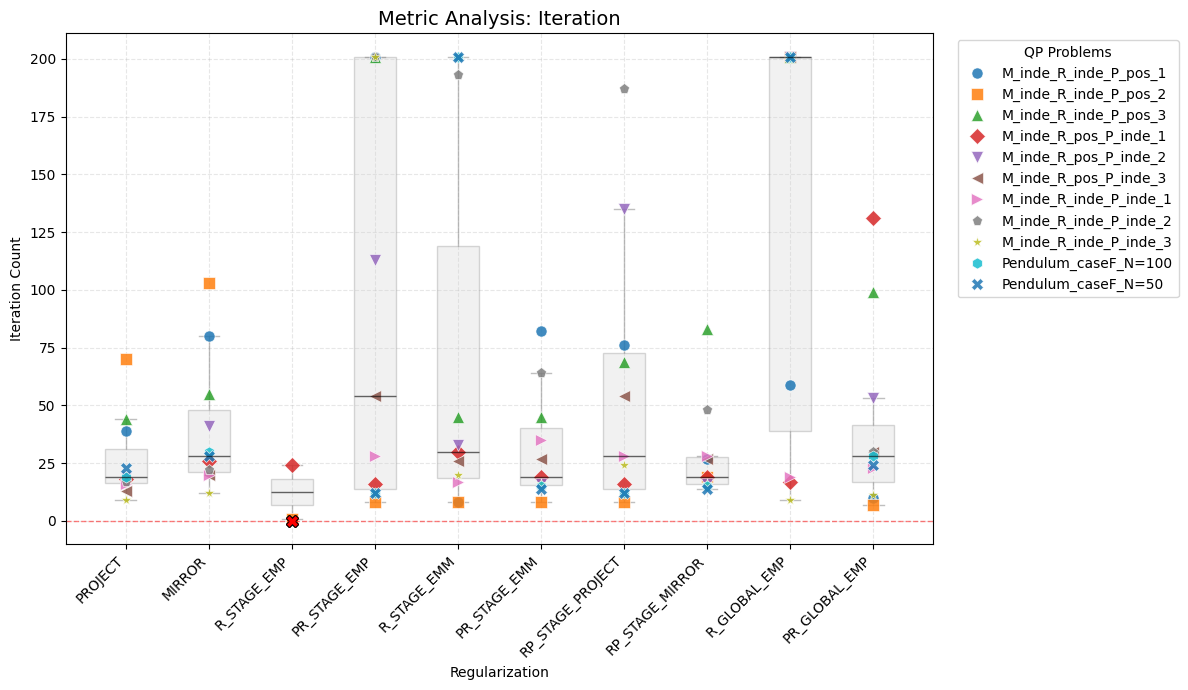 Metric Analysis: Iteration
Iteration Count
200
175
150
125
100
75
50
25
0
PROJECT
MIRROR
R_STAGE_EMP
PR_STAGE_EMP
R_STAGE_EMM
PR_STAGE_EMM
RP_STAGE_PROJECT
RP_STAGE_MIRROR
R_GLOBAL_EMP
PR_GLOBAL_EMP
Regularization
QP Problems
M_inde_R_inde_P_pos_1
M_inde_R_inde_P_pos_2
M_inde_R_inde_P_pos_3
M_inde_R_pos_P_inde_1
M_inde_R_pos_P_inde_2
M_inde_R_pos_P_inde_3
M_inde_R_inde_P_inde_1
M_inde_R_inde_P_inde_2
M_inde_R_inde_P_inde_3
Pendulum_caseF_N=100
Pendulum_caseF_N=50